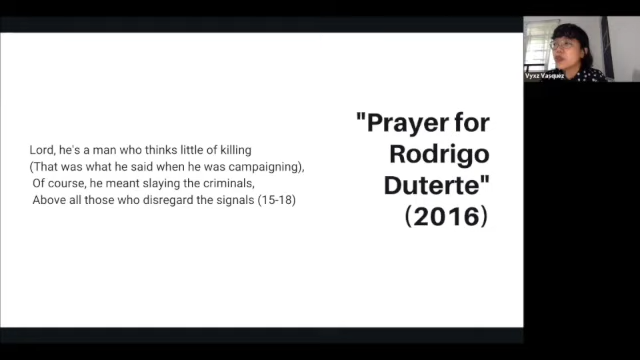 Vyxz Vasquez
"Prayer for
Rodrigo
Duterte"
(2016)
Lord, he's a man who thinks little of killing
(That was what he said when he was campaigning),
Of course, he meant slaying the criminals,
Above all those who disregard the signals (15-18)